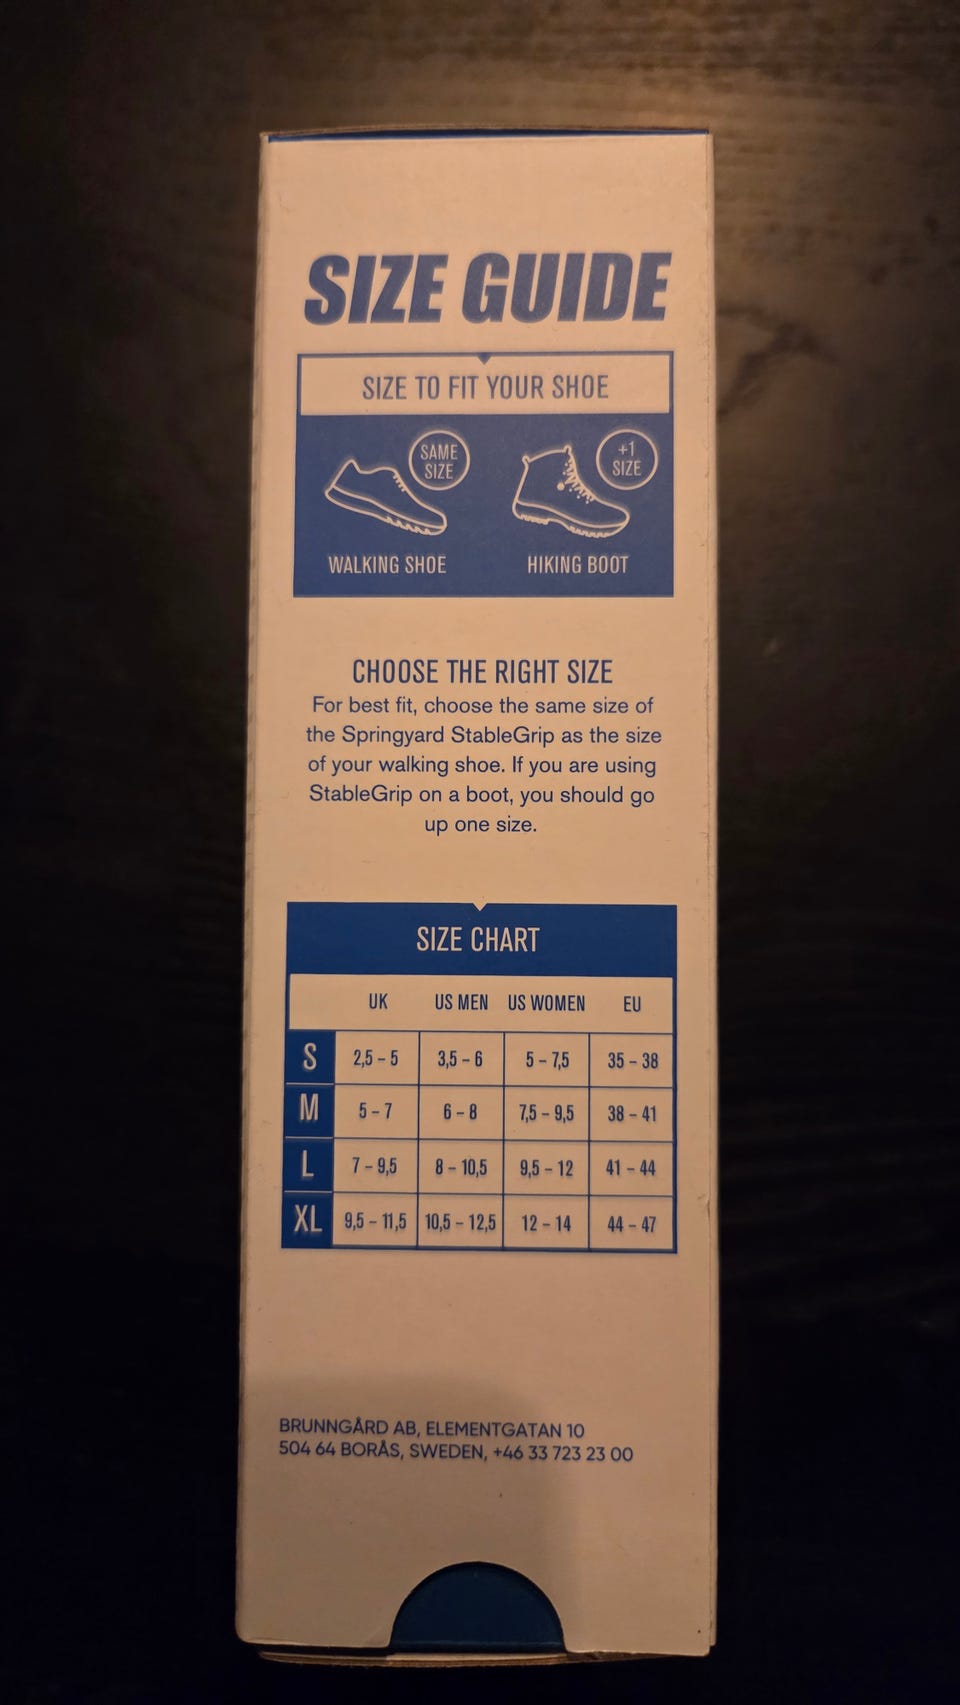 SIZE GUIDE
SIZE TO FIT YOUR SHOE
SAME
SIZE
WALKING SHOE
+1
SIZE
HIKING BOOT
CHOOSE THE RIGHT SIZE
For best fit, choose the same size of
the Springyard StableGrip as the size
of your walking shoe. If you are using
StableGrip on a boot, you should go
up one size.
SIZE CHART
UK US MEN US WOMEN EU
S 2,5 – 5 3,5 – 6 5 – 7,5 35 – 38
M 5 – 7 6 – 8 7,5 – 9,5 38 – 41
L 7 – 9,5 8 – 10,5 9,5 – 12 41 – 44
XL 9,5 – 11,5 10,5 – 12,5 12 – 14 44 – 47
BRUNNGÅRD AB, ELEMENTGATAN 10
504 64 BORÅS, SWEDEN, +46 33 723 23 00